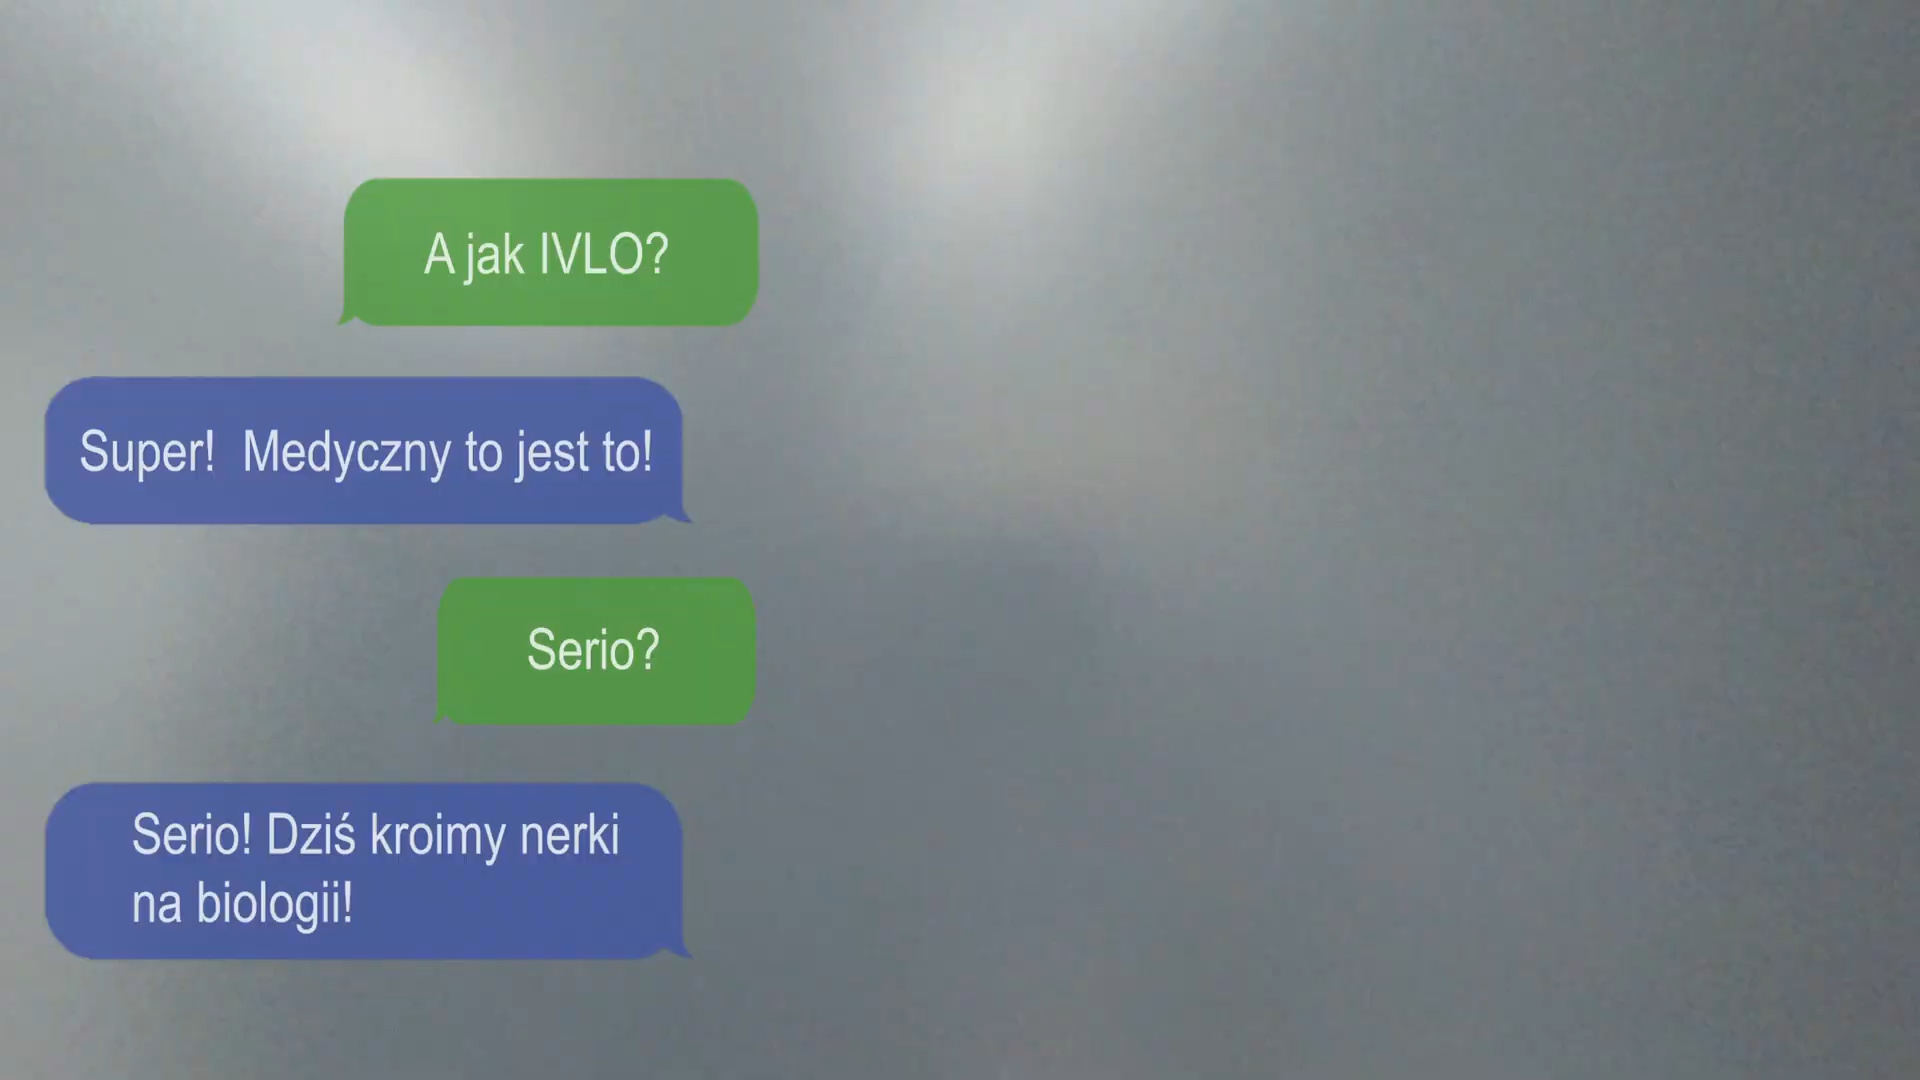 A jak IVLO?
Super!  Medyczny to jest to!
Serio?
Serio! Dziś kroimy nerki
na biologii!